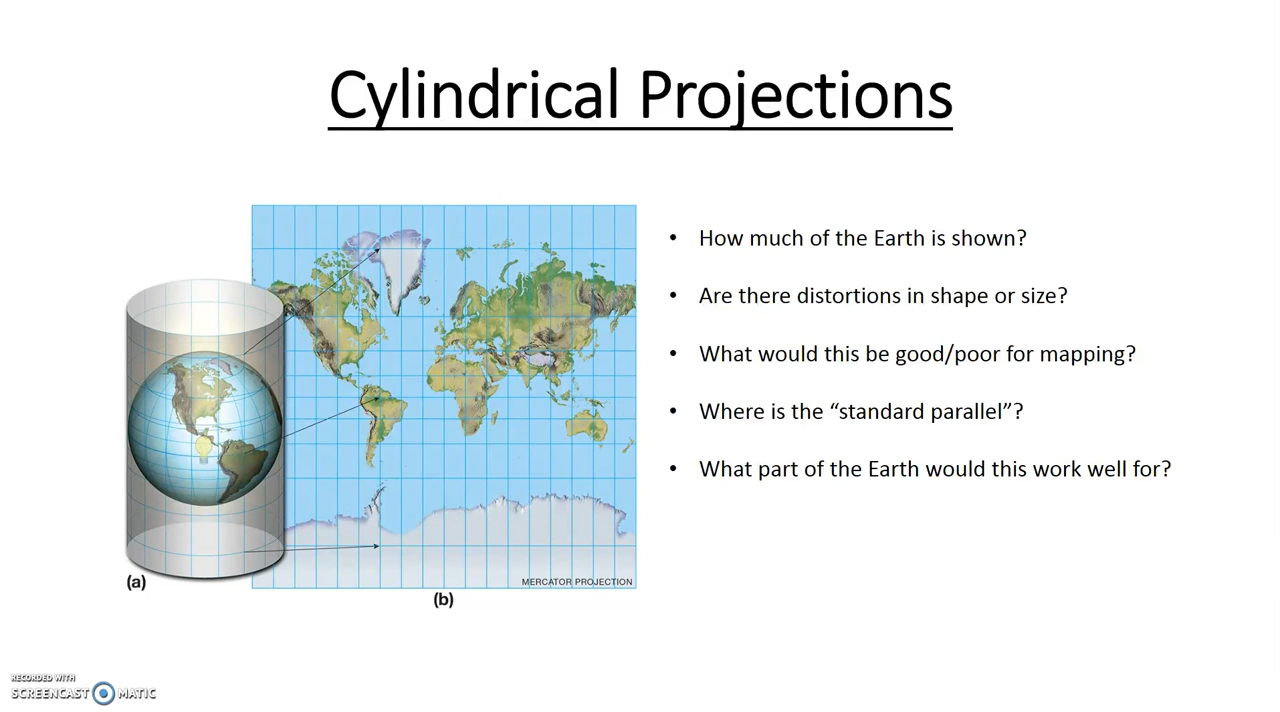 Cylindrical Projections
• How much of the Earth is shown?
• Are there distortions in shape or size?
• What would this be good/poor for mapping?
• Where is the “standard parallel”?
• What part of the Earth would this work well for?
MERCATOR PROJECTION
(a)
(b)
RECORDED WITH
SCREENCAST MATIC